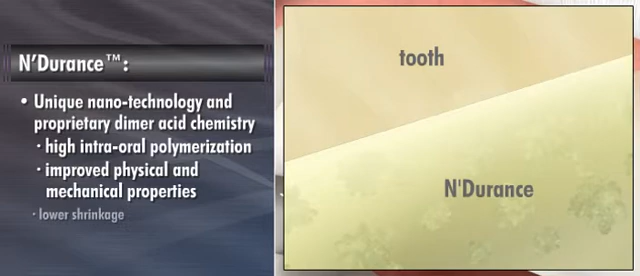 N'Durance™:
• Unique nano-technology and
proprietary dimer acid chemistry
· high intra-oral polymerization
· improved physical and
mechanical properties
· lower shrinkage
tooth
N'Durance